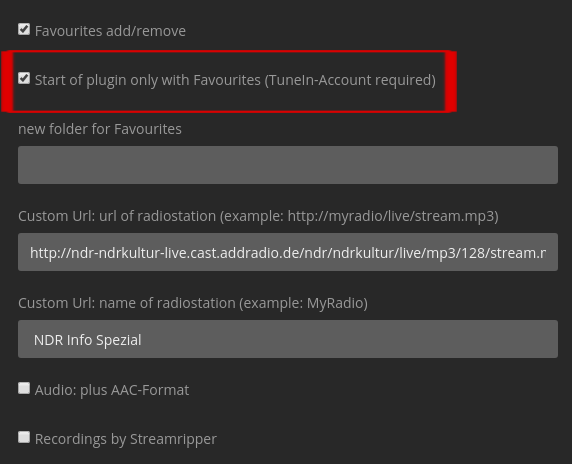 Favourites add/remove
Start of plugin only with Favourites (TuneIn-Account required)
new folder for Favourites
Custom Url: url of radiostation (example: http://myradio/live/stream.mp3)
http://ndr-ndrkultur-live.cast.addradio.de/ndr/ndrkultur/live/mp3/128/stream.r
Custom Url: name of radiostation (example: MyRadio)
NDR Info Spezial
Audio: plus AAC-Format
Recordings by Streamripper